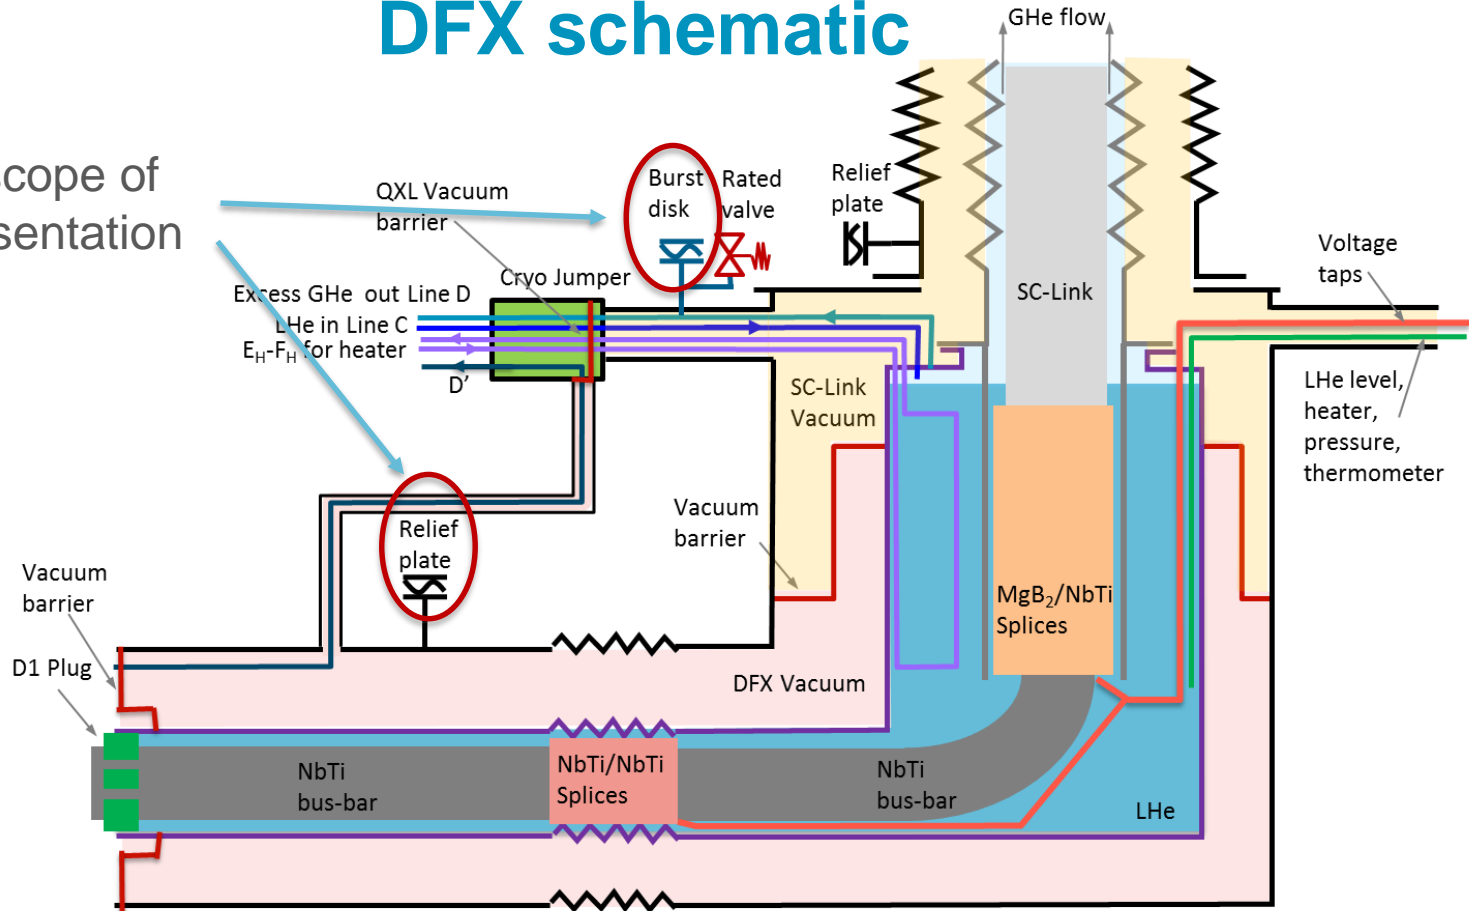 DFX schematic
GHe flow
scope of
sentation
QXL Vacuum
barrier
Burst
disk
Rated
valve
Relief
plate
Voltage
taps
Cryo Jumper
SC-Link
Excess GHe out Line D
LHe in Line C
EH-FH for heater
D'
SC-Link
Vacuum
LHe level,
heater,
pressure,
thermometer
Relief
plate
Vacuum
barrier
Vacuum
barrier
MgB2/NbTi
Splices
D1 Plug
DFX Vacuum
NbTi
bus-bar
NbTi/NbTi
Splices
NbTi
bus-bar
LHe